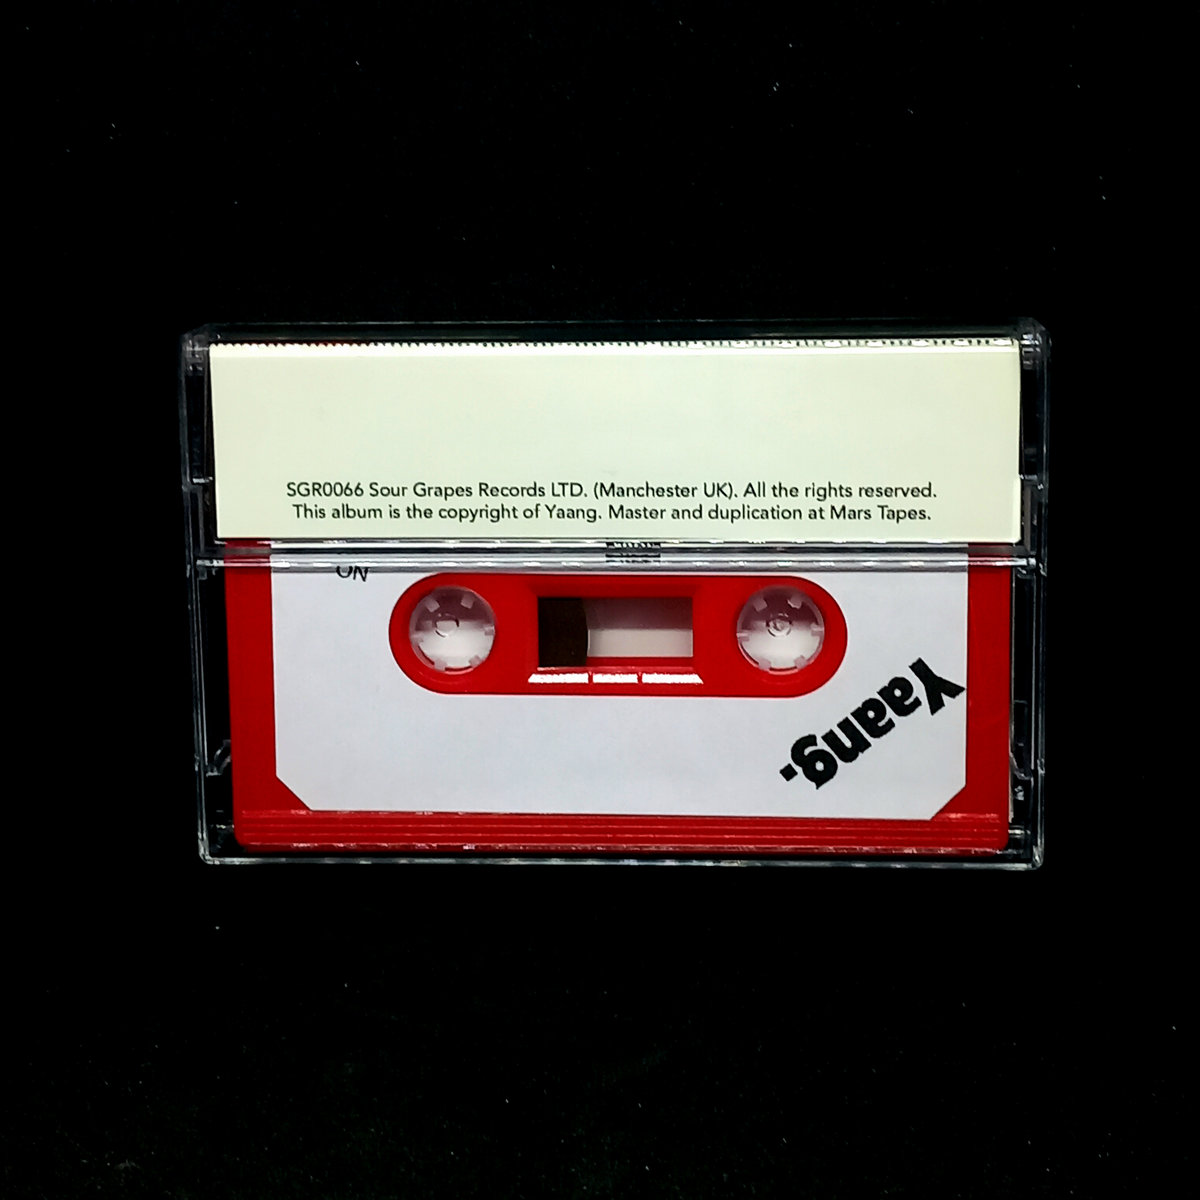 SGR0066 Sour Grapes Records LTD. (Manchester UK). All the rights reserved.
This album is the copyright of Yaang. Master and duplication at Mars Tapes.
ON
Yaang.